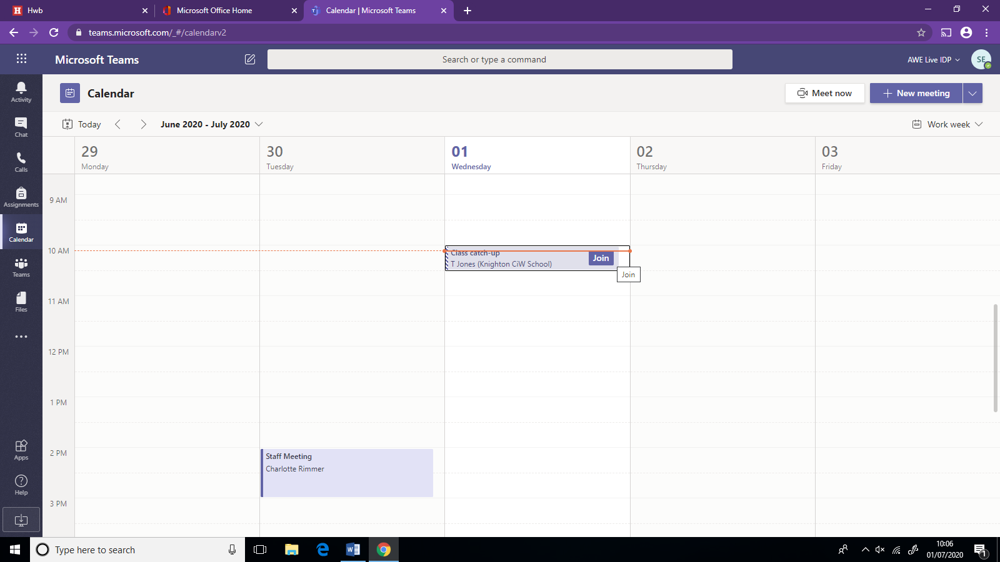 Hwb
Microsoft Office Home
Calendar | Microsoft Teams
teams.microsoft.com/_#/calendarv2
Microsoft Teams
Search or type a command
AWE Live IDP
SE
Activity
Chat
Calls
Assignments
Calendar
Teams
Files
Apps
Help
Calendar
Meet now
New meeting
Today
June 2020 - July 2020
Work week
29
Monday
30
Tuesday
01
Wednesday
02
Thursday
03
Friday
9 AM
10 AM
11 AM
12 PM
1 PM
2 PM
3 PM
Class catch-up
T Jones (Knighton CiW School)
Join
Join
Staff Meeting
Charlotte Rimmer
Type here to search
10:06
01/07/2020
1